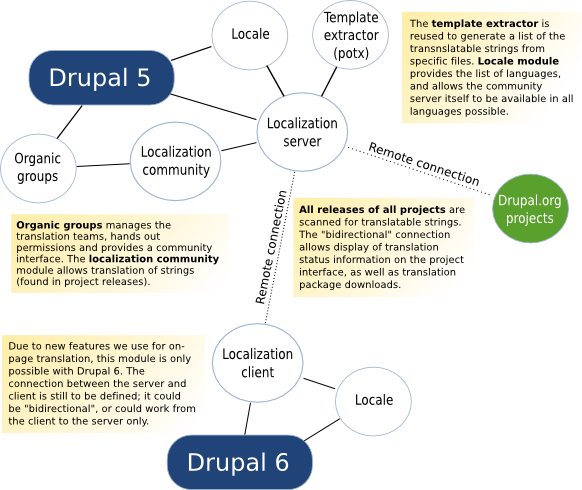 Locale
Template
extractor
(potx)
The template extractor is
reused to generate a list of the
transnslatable strings from
specific files. Locale module
provides the list of languages,
and allows the community
server itself to be available in all
languages possible.
Drupal 5
Localization
server
Organic
groups
Localization
community
Remote connection
Drupal.org
projects
Organic groups manages the
translation teams, hands out
permissions and provides a community
interface. The localization community
module allows translation of strings
(found in project releases).
Remote connection
All releases of all projects are
scanned for translatable strings.
The "bidirectional" connection
allows display of translation
status information on the project
interface, as well as translation
package downloads.
Due to new features we use for on-
page translation, this module is only
possible with Drupal 6. The
connection between the server and
client is still to be defined; it could
be "bidirectional", or could work from
the client to the server only.
Localization
client
Locale
Drupal 6